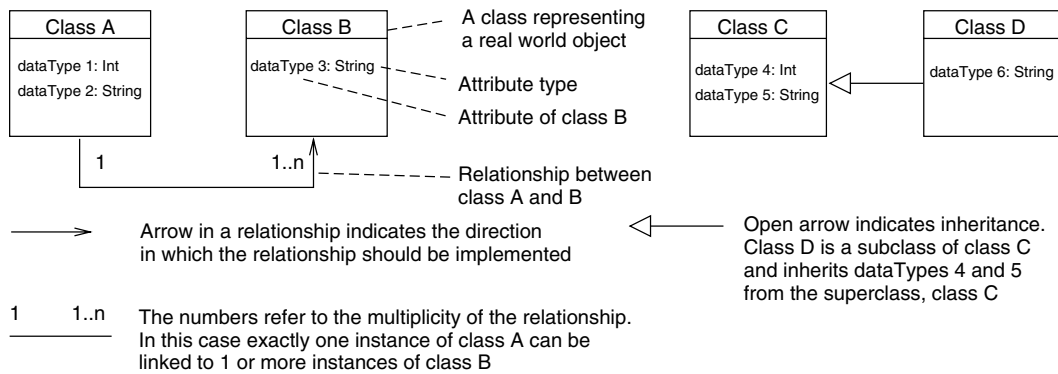 Class A
dataType 1: Int
dataType 2: String
Class B
dataType 3: String
A class representing
a real world object
Attribute type
Attribute of class B
Class C
dataType 4: Int
dataType 5: String
Class D
dataType 6: String
1
1..n
Relationship between
class A and B
Arrow in a relationship indicates the direction
in which the relationship should be implemented
Open arrow indicates inheritance.
Class D is a subclass of class C
and inherits dataTypes 4 and 5
from the superclass, class C
1 1..n
The numbers refer to the multiplicity of the relationship.
In this case exactly one instance of class A can be
linked to 1 or more instances of class B